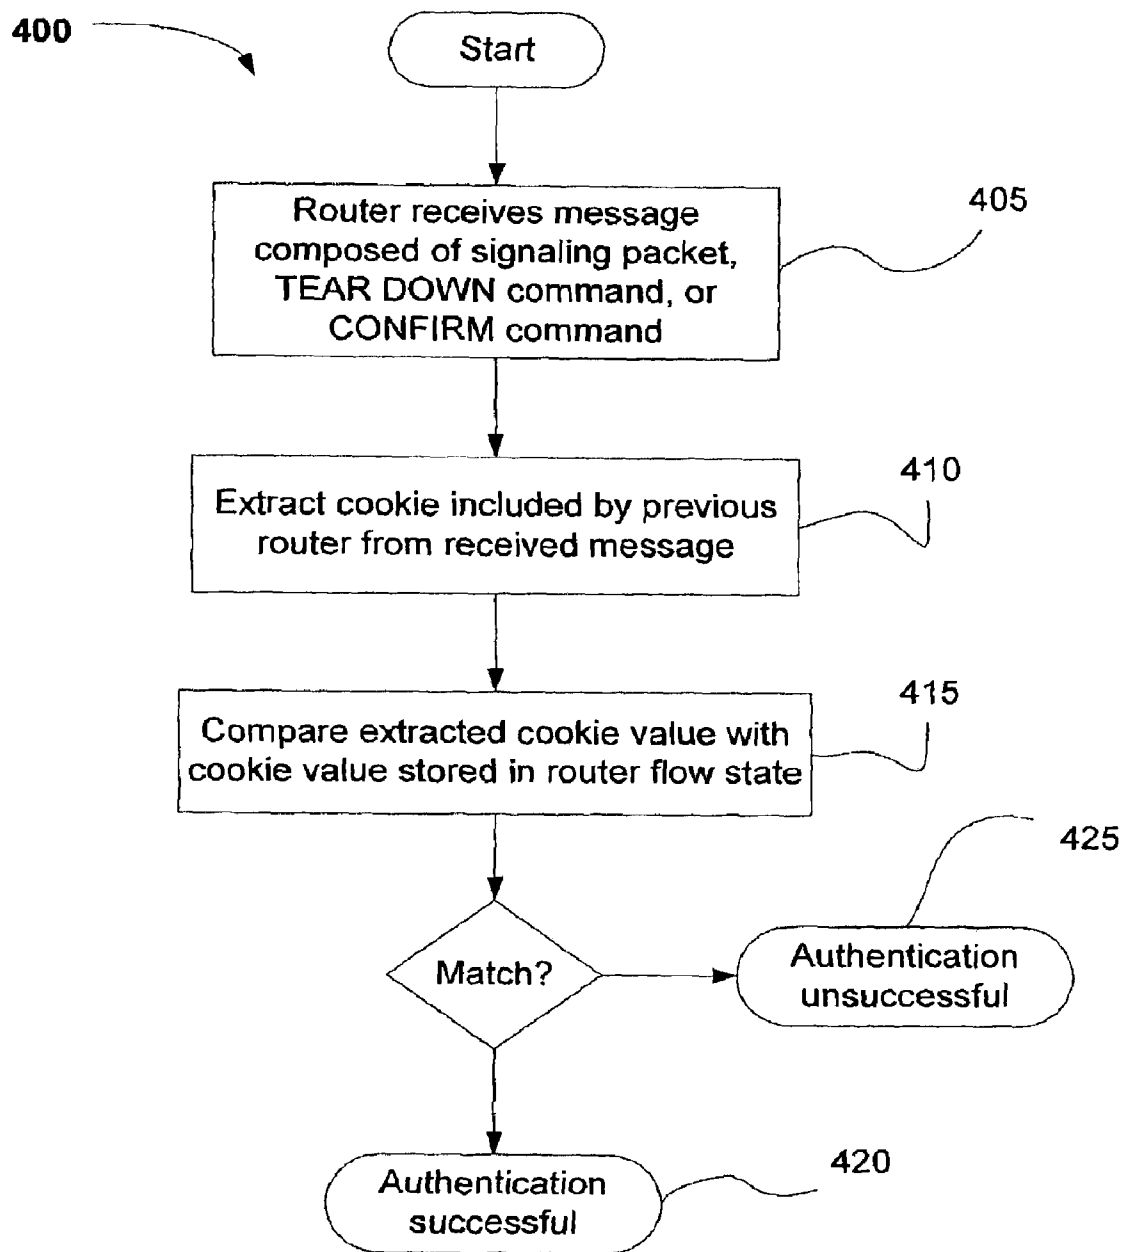 400
Start
Router receives message
composed of signaling packet,
TEAR DOWN command, or
CONFIRM command
405
Extract cookie included by previous
router from received message
410
Compare extracted cookie value with
cookie value stored in router flow state
415
Match?
Authentication
unsuccessful
425
Authentication
successful
420